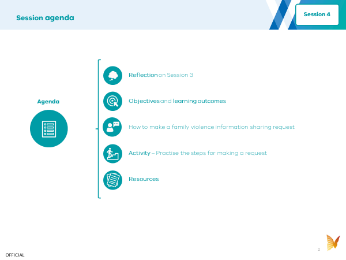 Session agenda
Session 4
Agenda
Reflection on Session 3
Objectives and learning outcomes
How to make a family violence information sharing request
Activity – Practise the steps for making a request
Resources
OFFICIAL